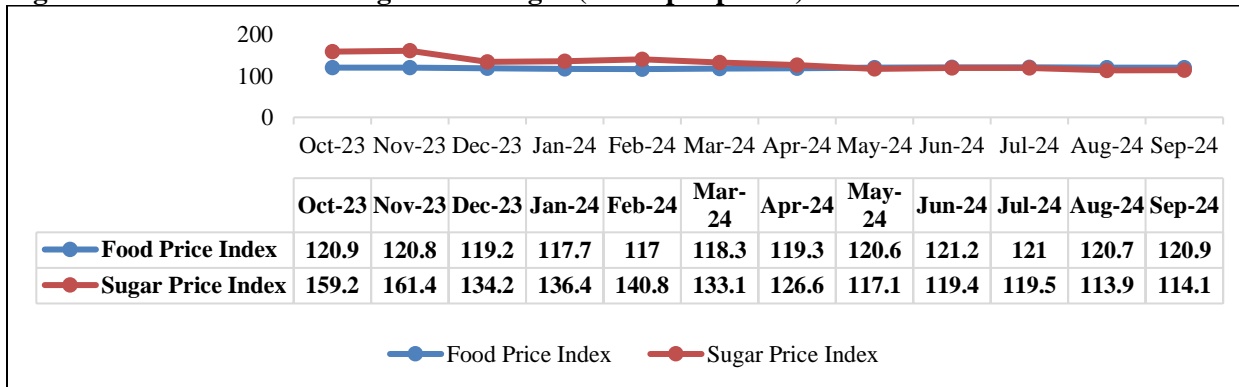 200
100
0
Oct-23 Nov-23 Dec-23 Jan-24 Feb-24 Mar-24 Apr-24 May-24 Jun-24 Jul-24 Aug-24 Sep-24
Oct-23 Nov-23 Dec-23 Jan-24 Feb-24 Mar-24 Apr-24 May-24 Jun-24 Jul-24 Aug-24 Sep-24
Food Price Index 120.9 120.8 119.2 117.7 117 118.3 119.3 120.6 121.2 121 120.7 120.9
Sugar Price Index 159.2 161.4 134.2 136.4 140.8 133.1 126.6 117.1 119.4 119.5 113.9 114.1
Food Price Index Sugar Price Index